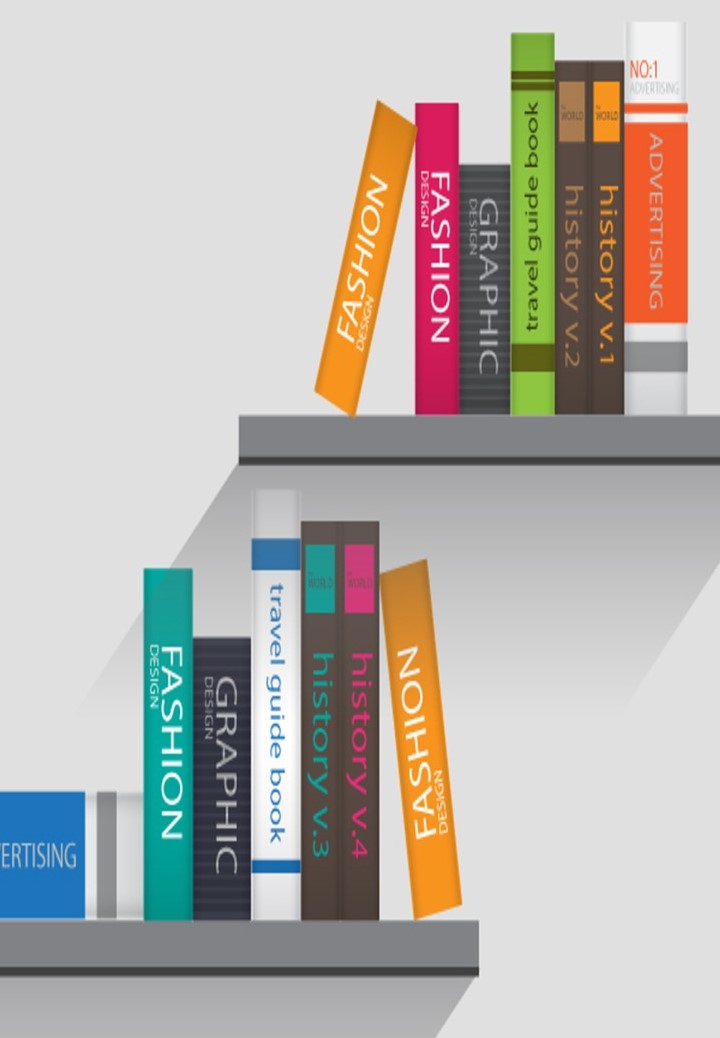 FASHION
DESIGN
FASHION
DESIGN
GRAPHIC
DESIGN
travel guide book
WORLD
history v.2
WORLD
history v.1
NO:1
ADVERTISING
ADVERTISING
VERTISING
FASHION
DESIGN
GRAPHIC
DESIGN
travel guide book
WORLD
history v.3
WORLD
history v.4
FASHION
DESIGN